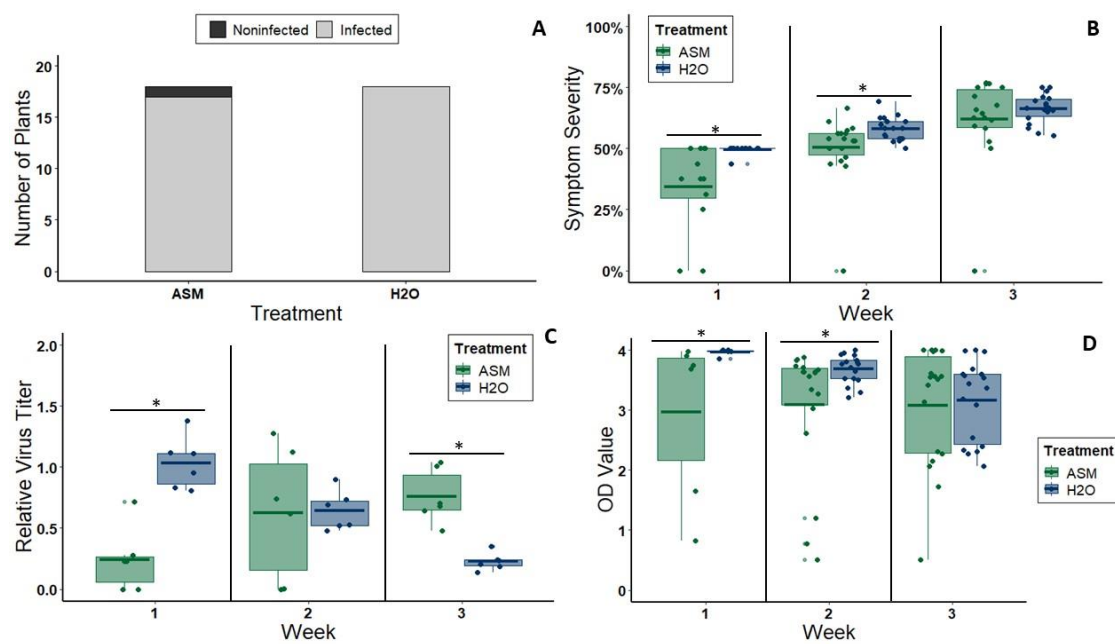 Noninfected Infected
A
20
15
10
5
0
Number of Plants
ASM H2O
Treatment
B
Treatment
ASM
H2O
100%
75%
50%
25%
0%
Symptom Severity
*
*
1 2 3
Week
C
Treatment
ASM
H2O
2.0
1.5
1.0
0.5
0.0
Relative Virus Titer
*
*
1 2 3
Week
D
Treatment
ASM
H2O
4
3
2
1
0
OD Value
*
*
1 2 3
Week